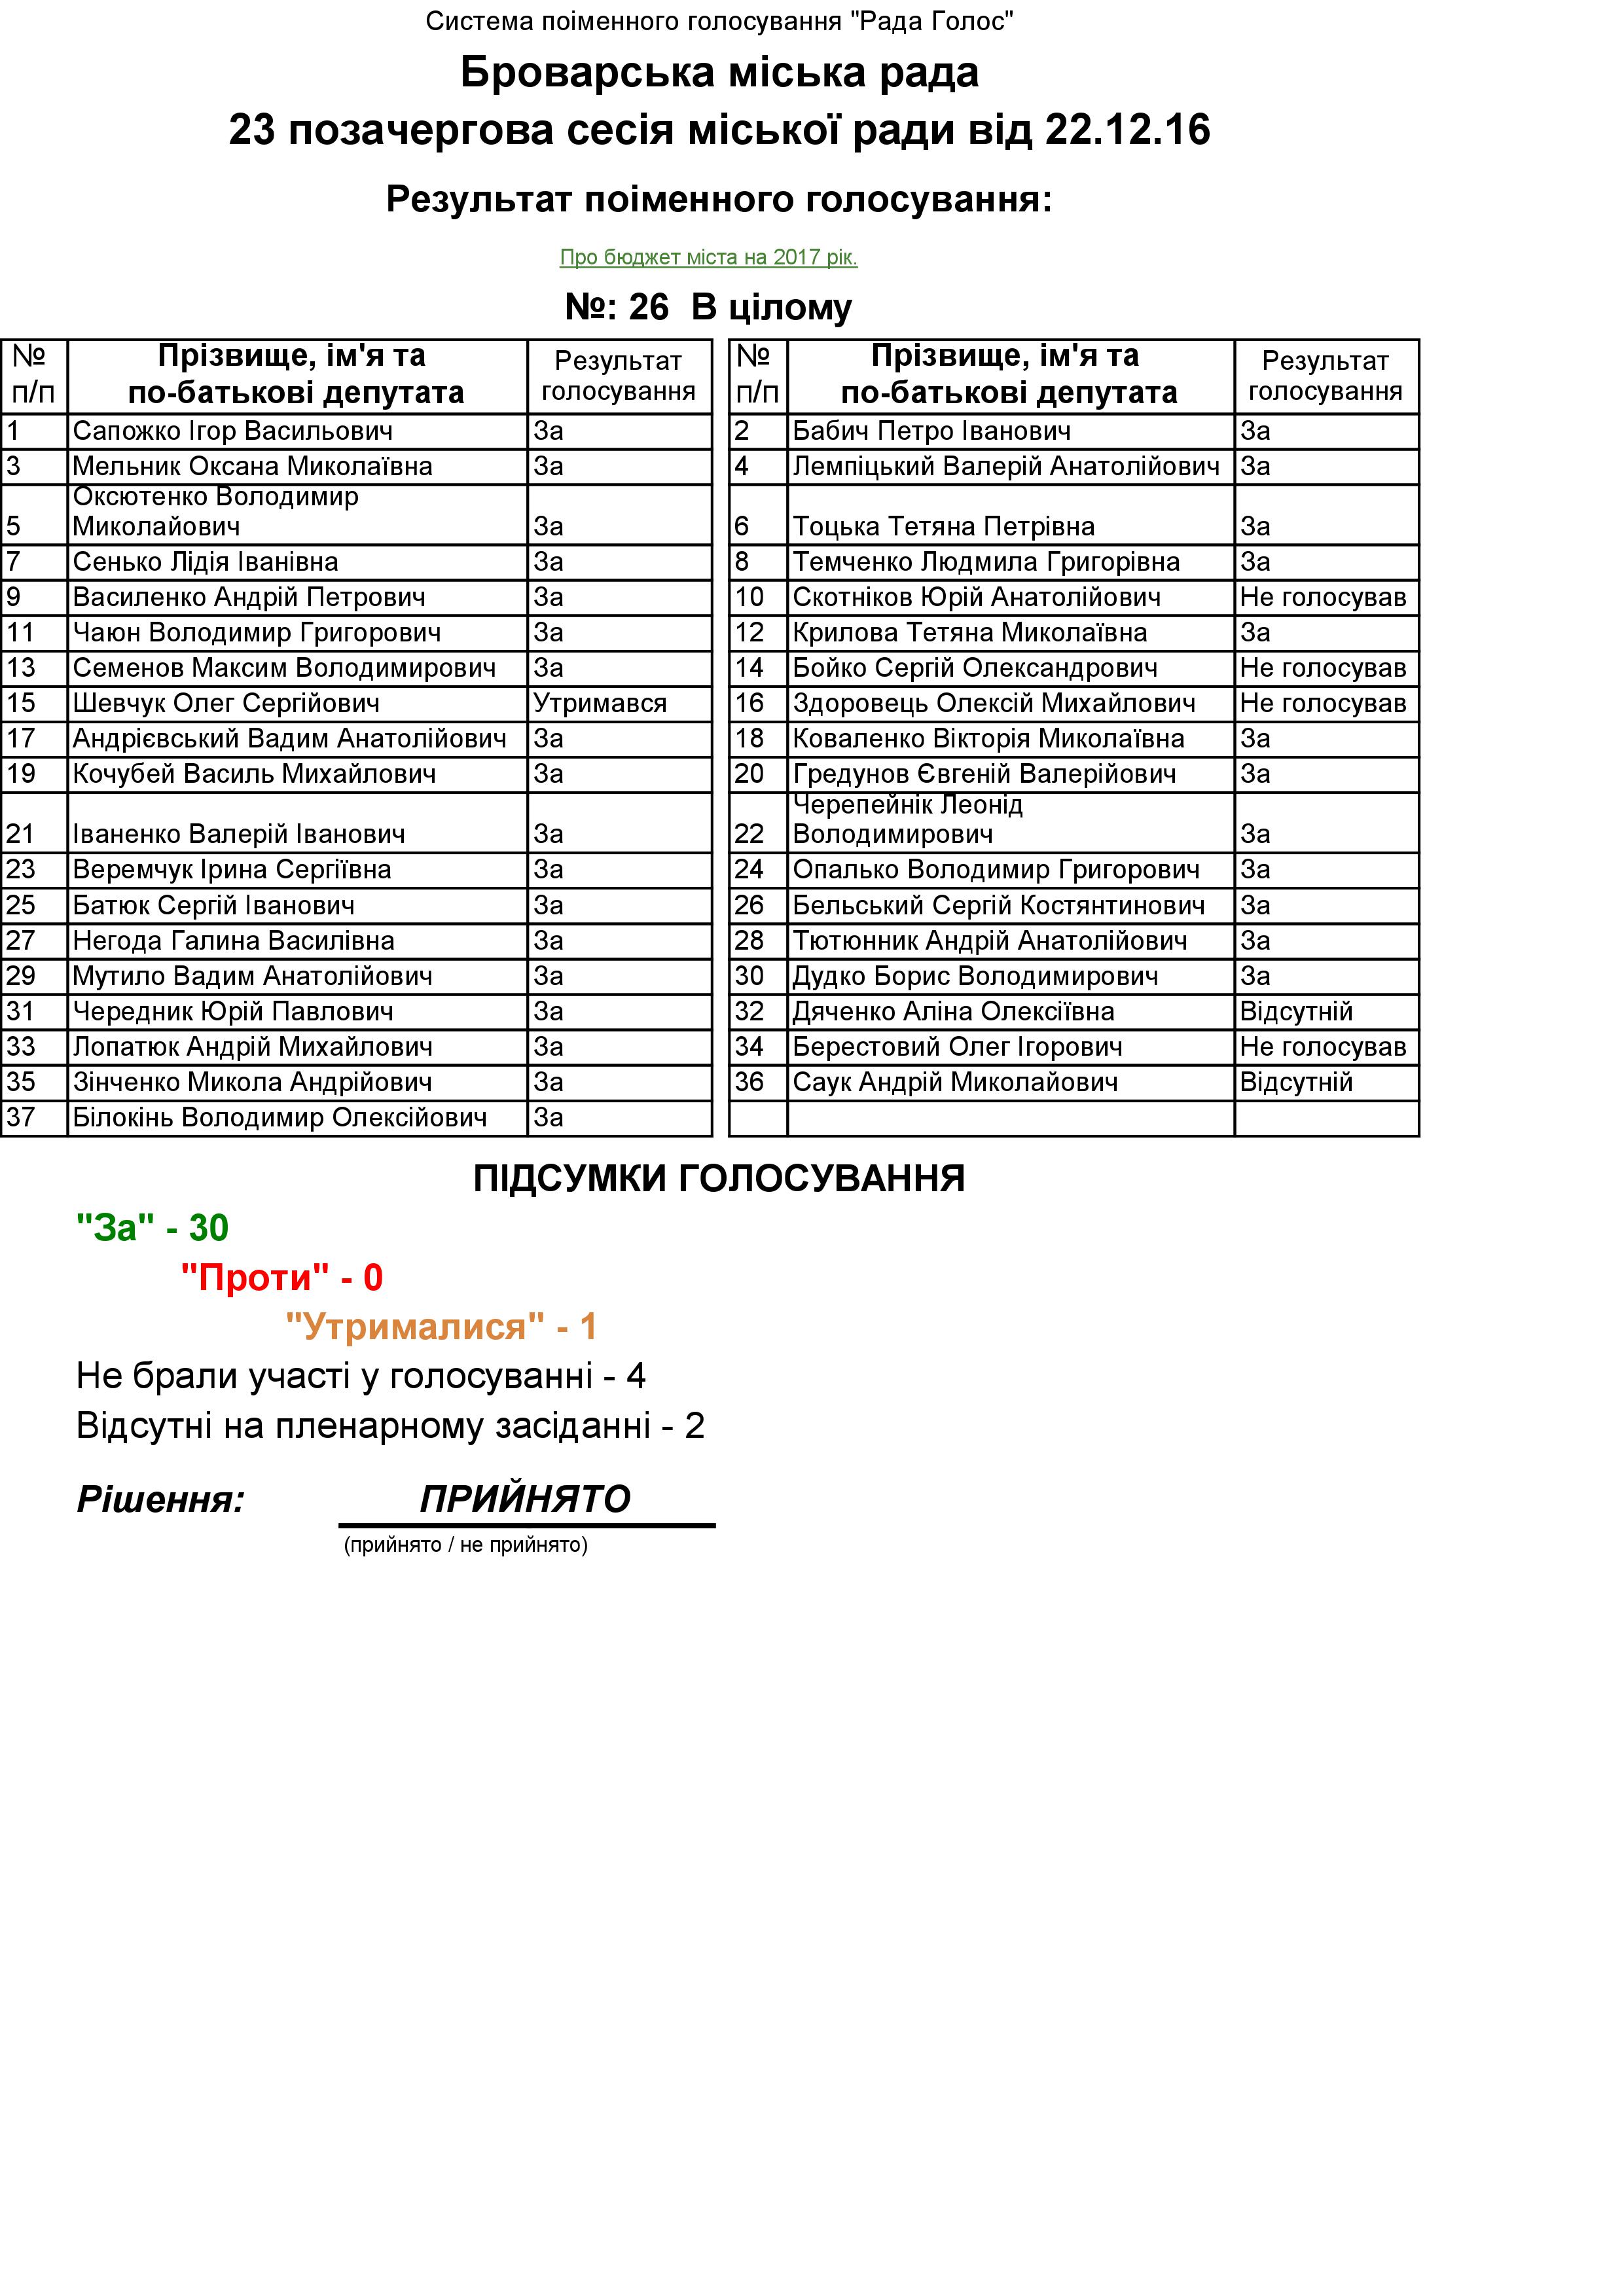 Система поіменного голосування "Рада Голос"
Броварська міська рада
23 позачергова сесія міської ради від 22.12.16
Результат поіменного голосування:
Про бюджет міста на 2017 рік.
№: 26 В цілому
№ п/п Прізвище, ім'я та по-батькові депутата Результат голосування № п/п Прізвище, ім'я та по-батькові депутата Результат голосування
1 Сапожко Ігор Васильович За 2 Бабич Петро Іванович За
3 Мельник Оксана Миколаївна За 4 Лемпіцький Валерій Анатолійович За
5 Оксютенко Володимир Миколайович За 6 Тоцька Тетяна Петрівна За
7 Сенько Лідія Іванівна За 8 Темченко Людмила Григорівна За
9 Василенко Андрій Петрович За 10 Скотніков Юрій Анатолійович Не голосував
11 Чаюн Володимир Григорович За 12 Крилова Тетяна Миколаївна За
13 Семенов Максим Володимирович За 14 Бойко Сергій Олександрович Не голосував
15 Шевчук Олег Сергійович Утримався 16 Здоровець Олексій Михайлович Не голосував
17 Андрієвський Вадим Анатолійович За 18 Коваленко Вікторія Миколаївна За
19 Кочубей Василь Михайлович За 20 Гредунов Євгеній Валерійович За
21 Іваненко Валерій Іванович За 22 Черепейнік Леонід Володимирович За
23 Веремчук Ірина Сергіївна За 24 Опалько Володимир Григорович За
25 Батюк Сергій Іванович За 26 Бельський Сергій Костянтинович За
27 Негода Галина Василівна За 28 Тютюнник Андрій Анатолійович За
29 Мутило Вадим Анатолійович За 30 Дудко Борис Володимирович За
31 Чередник Юрій Павлович За 32 Дяченко Аліна Олексіївна Відсутній
33 Лопатюк Андрій Михайлович За 34 Берестовий Олег Ігорович Не голосував
35 Зінченко Микола Андрійович За 36 Саук Андрій Миколайович Відсутній
37 Білокінь Володимир Олексійович За
ПІДСУМКИ ГОЛОСУВАННЯ
"За" - 30
"Проти" - 0
"Утрималися" - 1
Не брали участі у голосуванні - 4
Відсутні на пленарному засіданні - 2
Рішення: ПРИЙНЯТО
(прийнято / не прийнято)